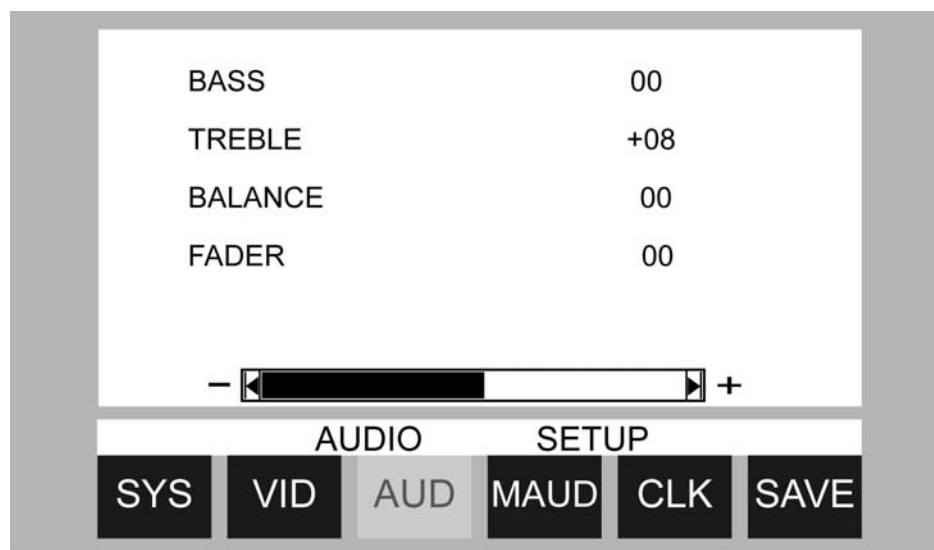 BASS 00
TREBLE +08
BALANCE 00
FADER 00
− +
AUDIO SETUP
SYS VID AUD MAUD CLK SAVE